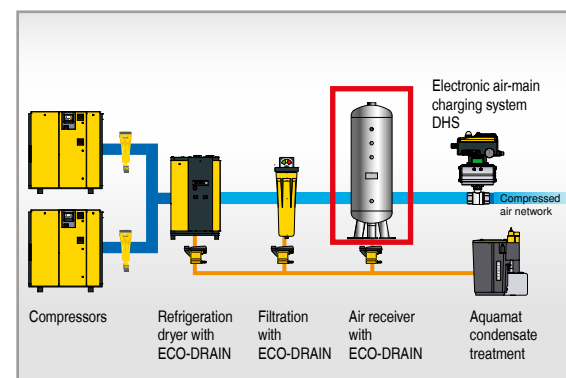 Electronic air-main
charging system
DHS
Compressed
air network
Compressors
Refrigeration
dryer with
ECO-DRAIN
Filtration
with
ECO-DRAIN
Air receiver
with
ECO-DRAIN
Aquamat
condensate
treatment